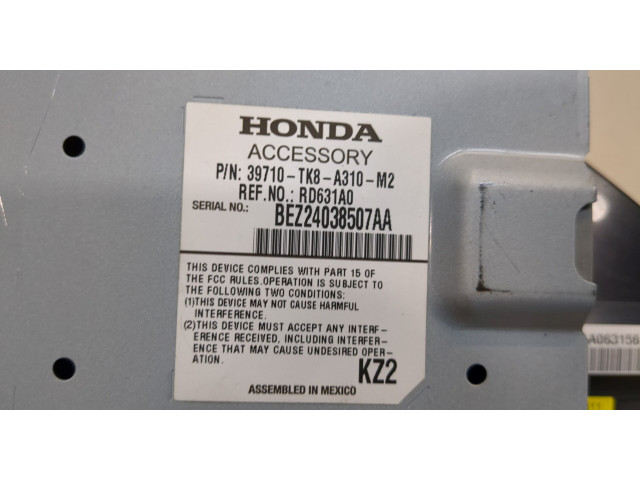 HONDA
ACCESSORY
P/N: 39710-TK8-A310-M2
REF.NO.: RD631A0
SERIAL NO.: BEZ24038507AA
THIS DEVICE COMPLIES WITH PART 15 OF
THE FCC RULES.OPERATION IS SUBJECT TO
THE FOLLOWING TWO CONDITIONS:
(1)THIS DEVICE MAY NOT CAUSE HARMFUL
INTERFERENCE.
(2)THIS DEVICE MUST ACCEPT ANY INTERF-
ERENCE RECEIVED, INCLUDING INTERFER-
ENCE THAT MAY CAUSE UNDESIRED OPER-
ATION.
KZ2
ASSEMBLED IN MEXICO
A063156